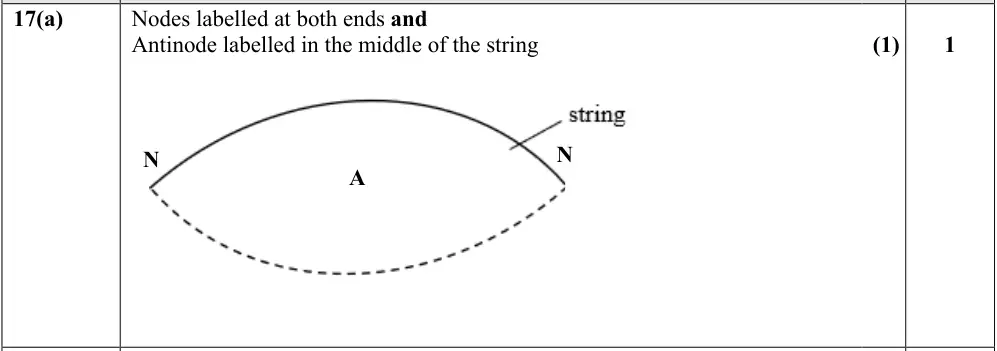 17(a) Nodes labelled at both ends and
Antinode labelled in the middle of the string (1) 1
string
N N
A